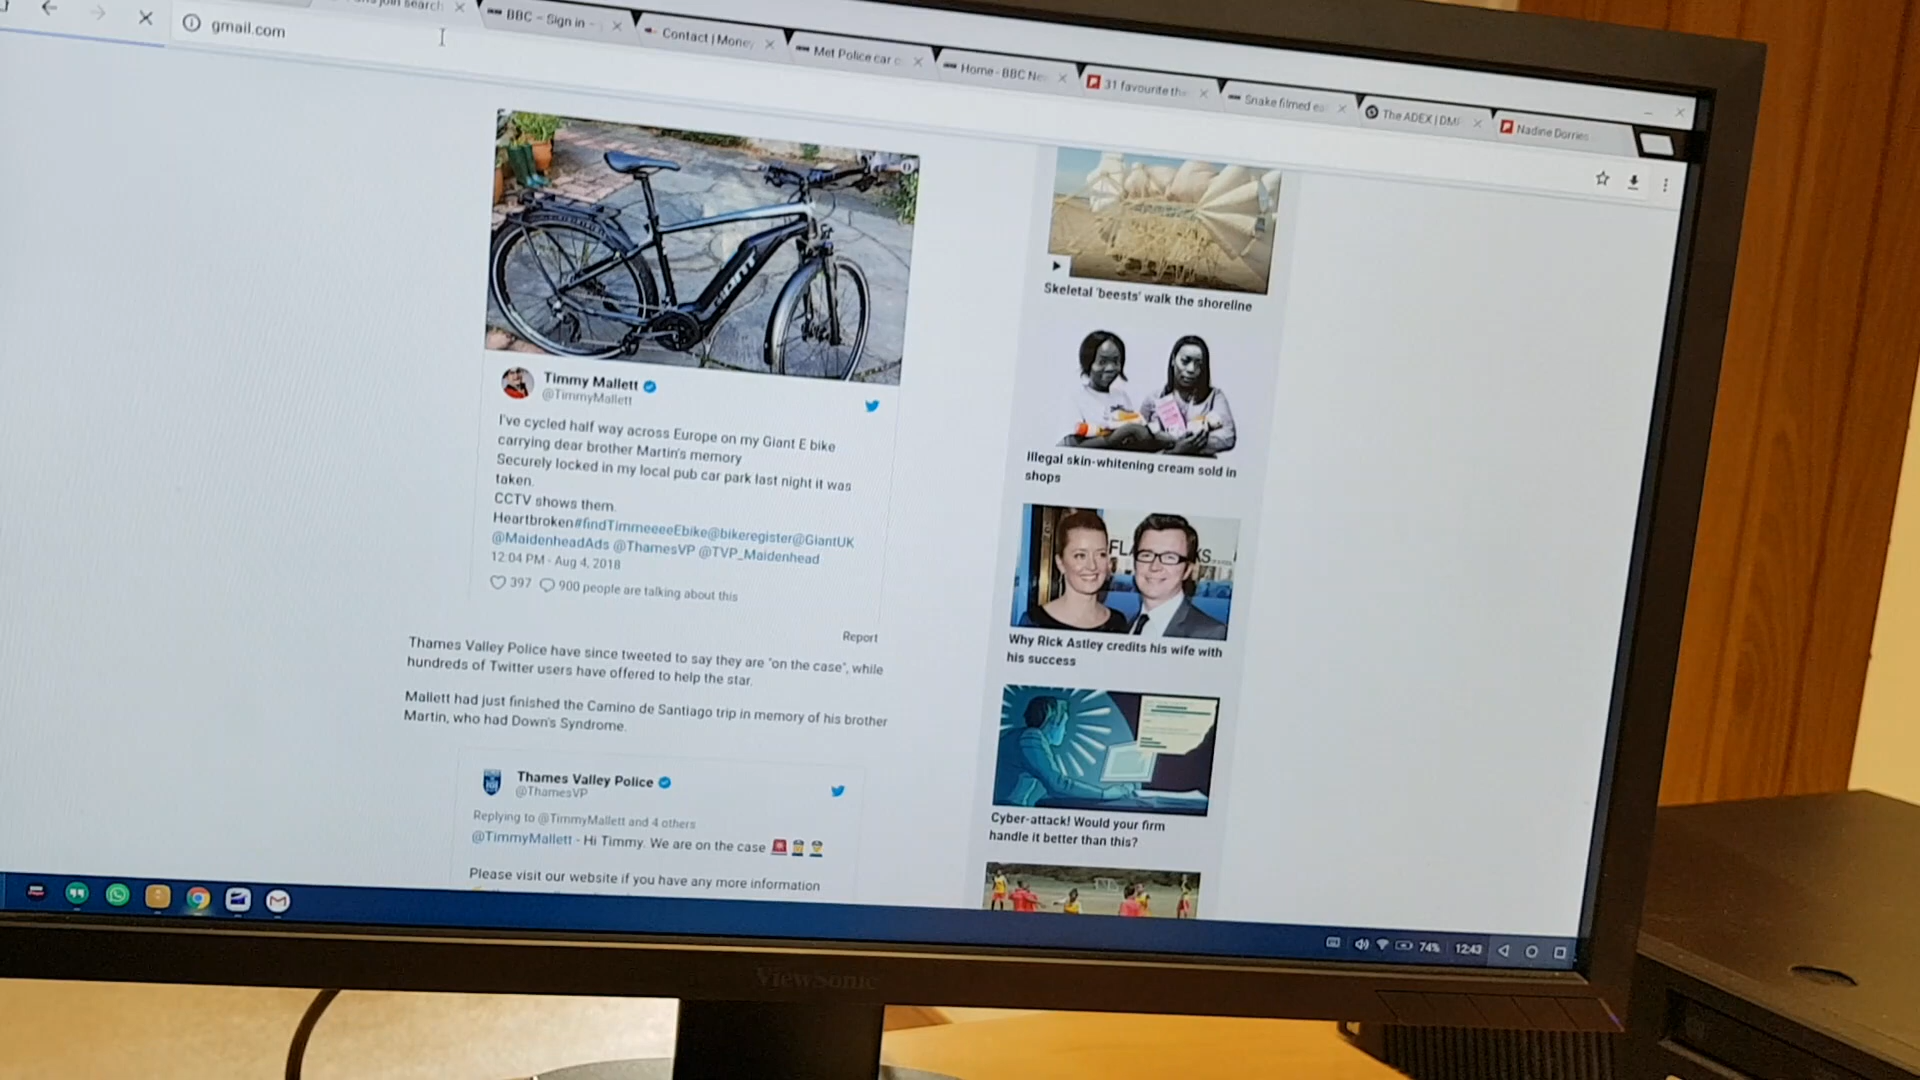 join search
BBC – Sign in –
Contact | Money
Met Police car c
Home - BBC Ne
31 favourite th
Snake filmed ea
The ADEX | DMP
Nadine Dorries
gmail.com
GIANT
Timmy Mallett
@TimmyMallett
I've cycled half way across Europe on my Giant E bike
carrying dear brother Martin's memory
Securely locked in my local pub car park last night it was
taken.
CCTV shows them.
Heartbroken#findTimmeeeeEbike@bikeregister@GiantUK
@MaidenheadAds @ThamesVP @TVP_Maidenhead
12:04 PM - Aug 4, 2018
397 900 people are talking about this
Report
Thames Valley Police have since tweeted to say they are "on the case", while
hundreds of Twitter users have offered to help the star.
Mallett had just finished the Camino de Santiago trip in memory of his brother
Martin, who had Down's Syndrome.
Thames Valley Police
@ThamesVP
Replying to @TimmyMallett and 4 others
@TimmyMallett - Hi Timmy. We are on the case
Please visit our website if you have any more information
Skeletal 'beests' walk the shoreline
Illegal skin-whitening cream sold in
shops
Why Rick Astley credits his wife with
his success
Cyber-attack! Would your firm
handle it better than this?
74% 12:43
ViewSonic